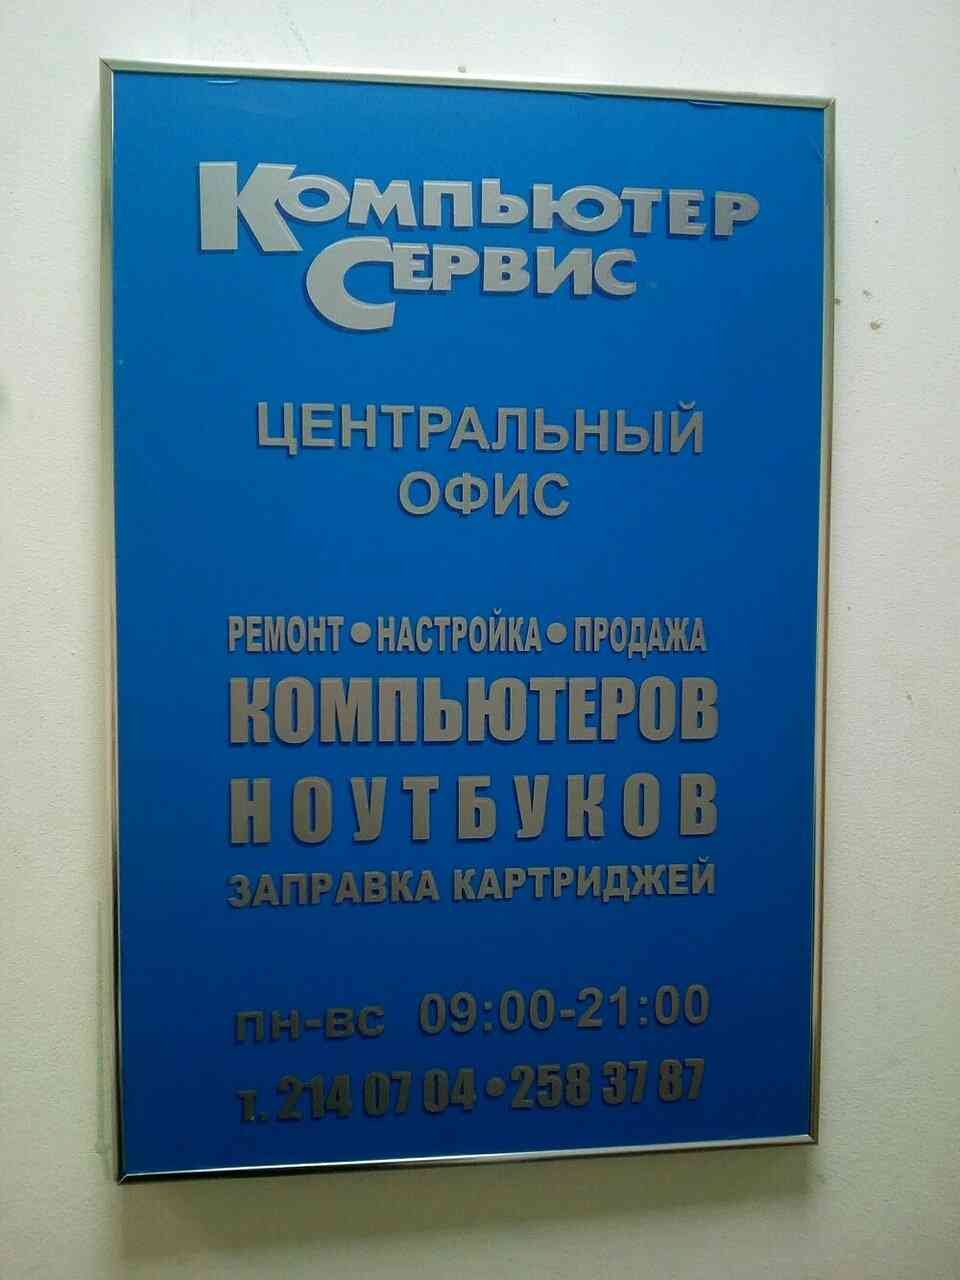 КОМПЬЮТЕР
СЕРВИС
ЦЕНТРАЛЬНЫЙ
ОФИС
РЕМОНТ•НАСТРОЙКА•ПРОДАЖА
КОМПЬЮТЕРОВ
НОУТБУКОВ
ЗАПРАВКА КАРТРИДЖЕЙ
ПН-ВС 09:00-21:00
Т. 214 07 04•258 37 87